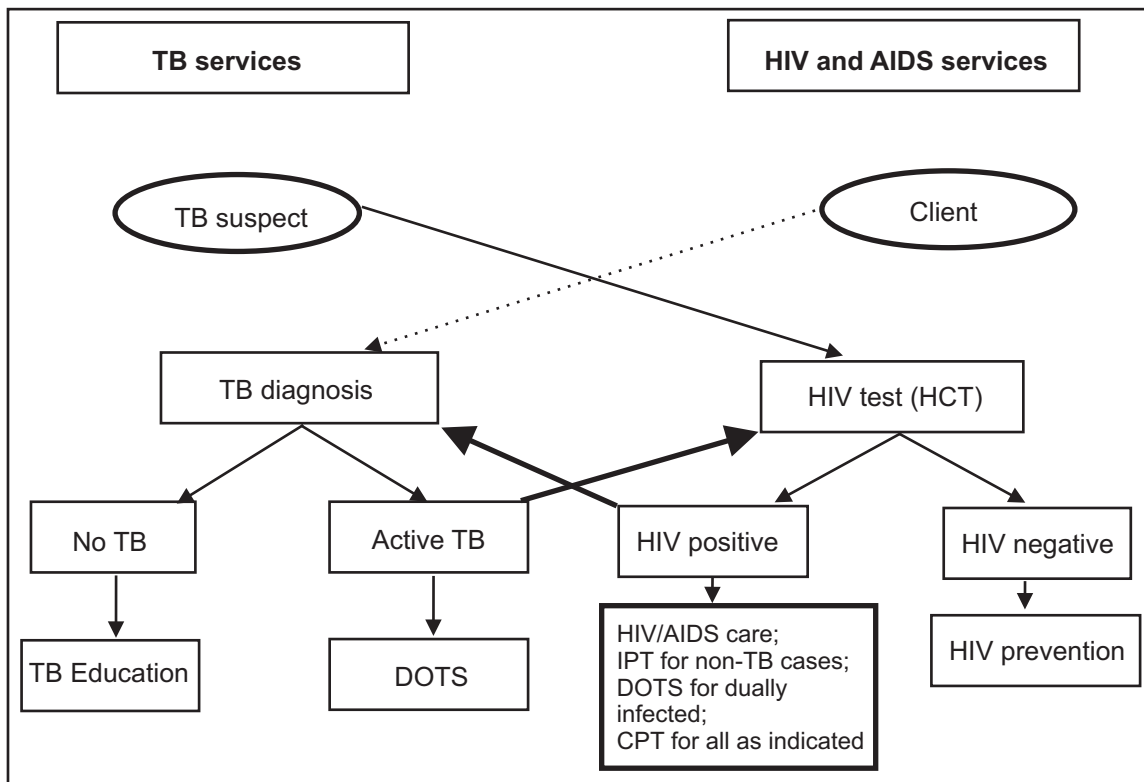 TB services
HIV and AIDS services
TB suspect
Client
TB diagnosis
HIV test (HCT)
No TB
Active TB
HIV positive
HIV negative
TB Education
DOTS
HIV/AIDS care;
IPT for non-TB cases;
DOTS for dually
infected;
CPT for all as indicated
HIV prevention